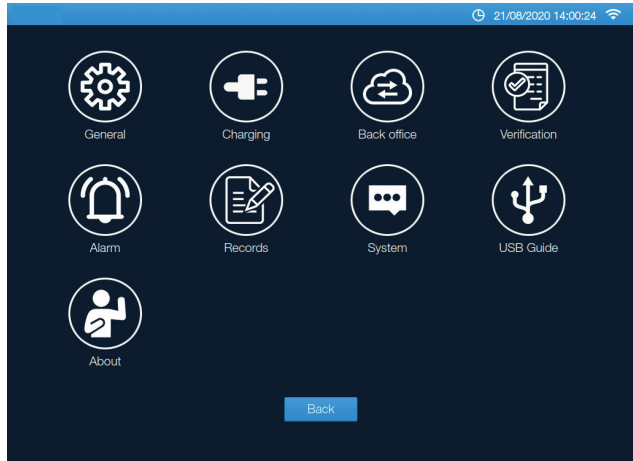 21/08/2020 14:00:24
General Charging Back office Verification
Alarm Records System USB Guide
About
Back